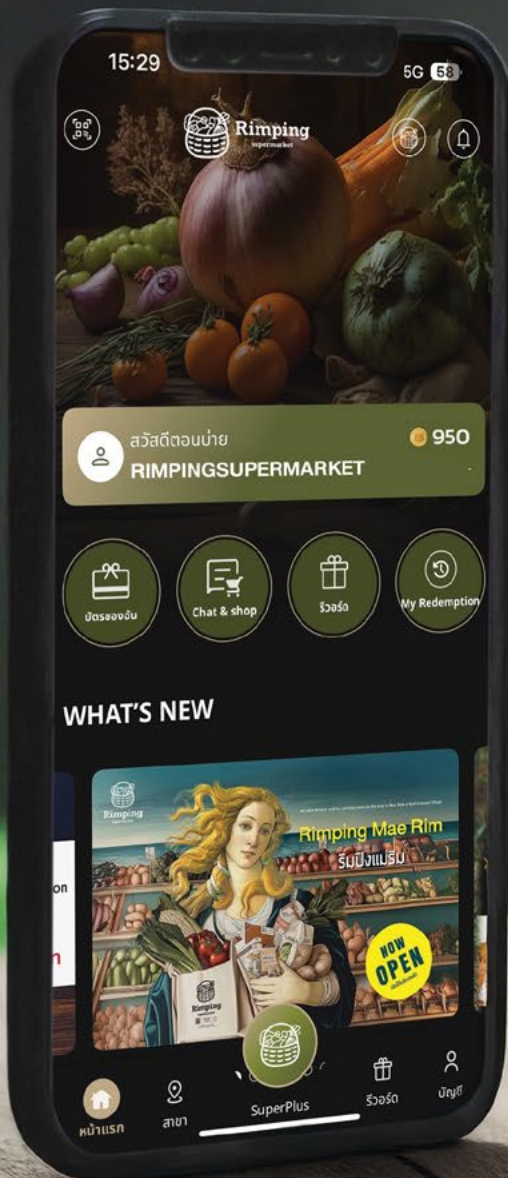 15:29
5G 58
Rimping
supermarket
สวัสดีตอนบ่าย
950
RIMPINGSUPERMARKET
บัตรของฉัน
Chat & shop
รีวอร์ด
My Redemption
WHAT'S NEW
on
Rimping
Rimping Mae Rim
ริมปิงแม่ริม
NOW
OPEN
Rimping
หน้าแรก
สาขา
SuperPlus
รีวอร์ด
บัญชี